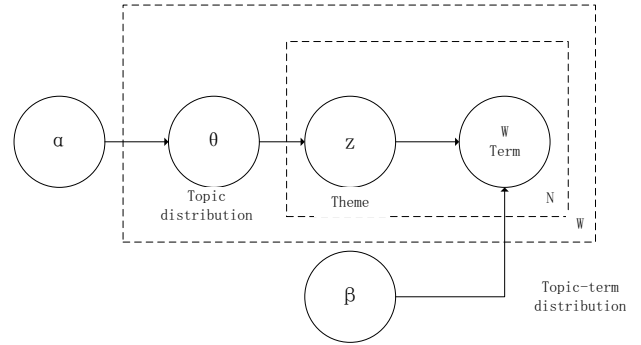 α
θ
Z
W
Term
Topic
distribution
Theme
N
W
β
Topic-term
distribution